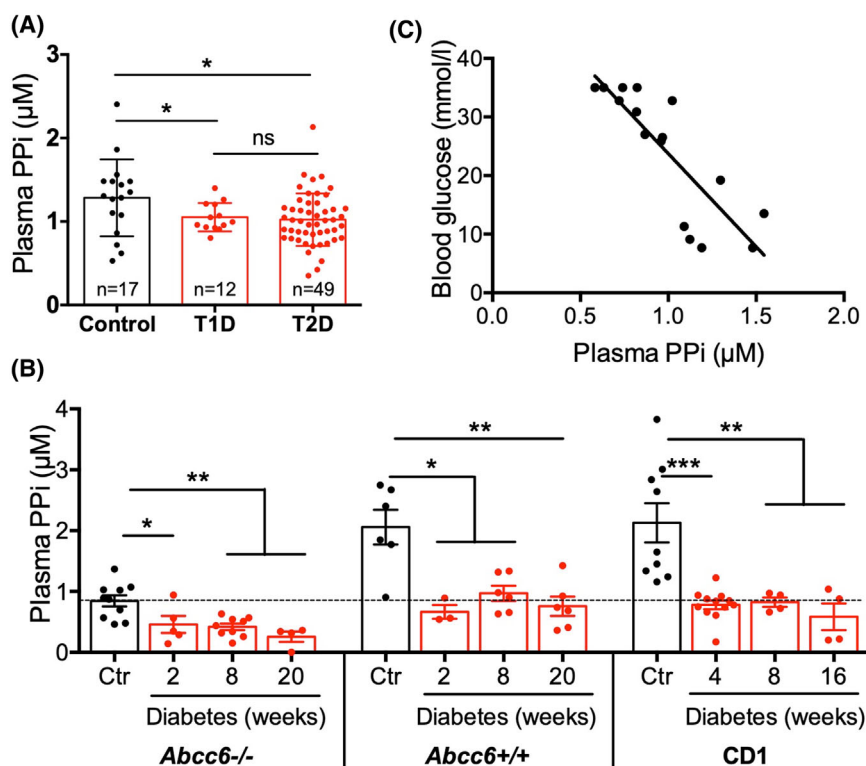 (A)
Plasma PPi (µM)
3
2
1
0
*
*
ns
n=17 n=12 n=49
Control T1D T2D
(C)
Blood glucose (mmol/l)
40
30
20
10
0
0.0 0.5 1.0 1.5 2.0
Plasma PPi (µM)
(B)
Plasma PPi (µM)
4
3
2
1
0
** ** **
* * ***
Ctr 2 8 20 Ctr 2 8 20 Ctr 4 8 16
Diabetes (weeks) Diabetes (weeks) Diabetes (weeks)
Abcc6-/- Abcc6+/+ CD1